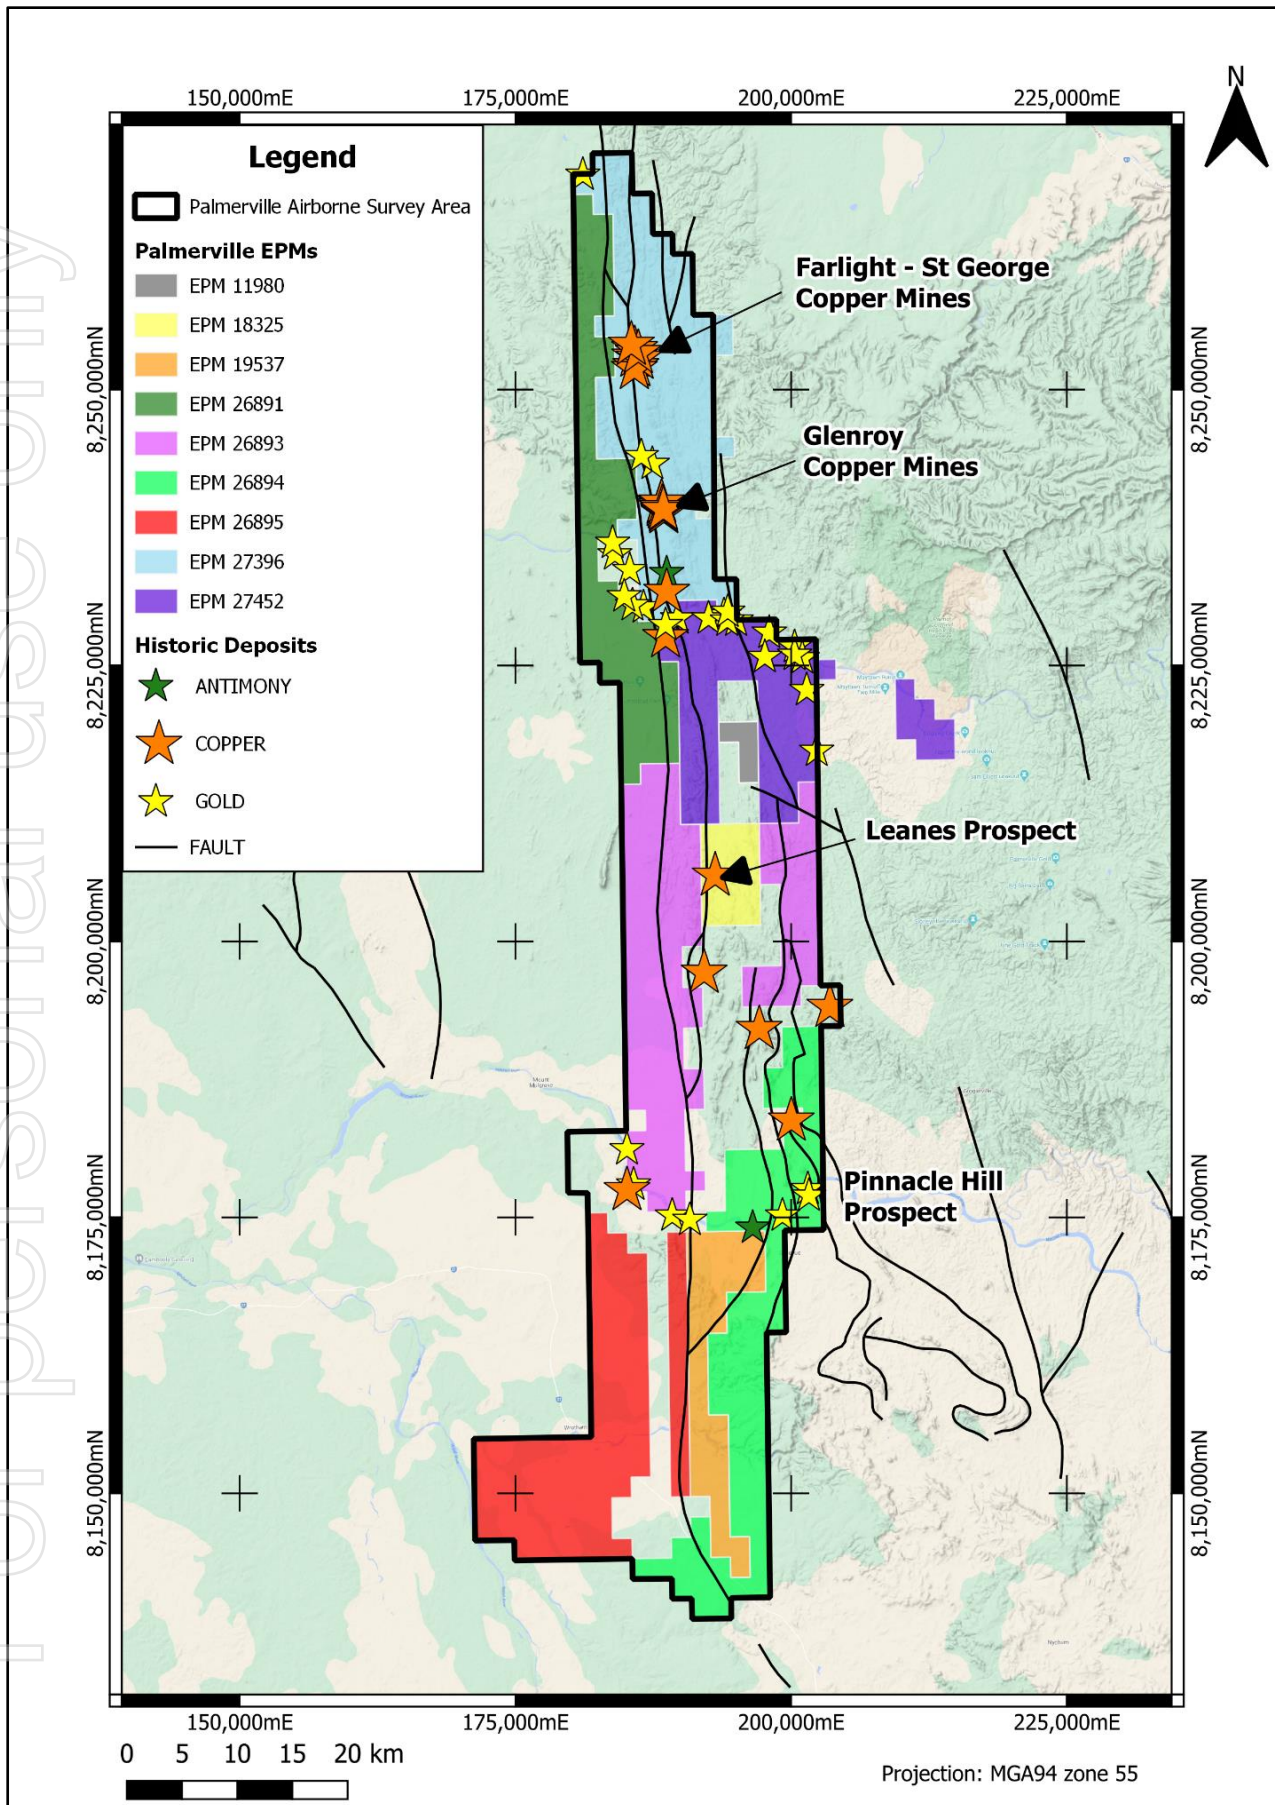 N
150,000mE 175,000mE 200,000mE 225,000mE
Legend
Palmerville Airborne Survey Area
Palmerville EPMs
EPM 11980
EPM 18325
EPM 19537
EPM 26891
EPM 26893
EPM 26894
EPM 26895
EPM 27396
EPM 27452
Historic Deposits
ANTIMONY
COPPER
GOLD
FAULT
Farlight - St George
Copper Mines
Glenroy
Copper Mines
Leanes Prospect
Pinnacle Hill
Prospect
8,250,000mN
8,225,000mN
8,200,000mN
8,175,000mN
8,150,000mN
8,250,000mN
8,225,000mN
8,200,000mN
8,175,000mN
8,150,000mN
150,000mE 175,000mE 200,000mE 225,000mE
0 5 10 15 20 km
Projection: MGA94 zone 55
For personal use only